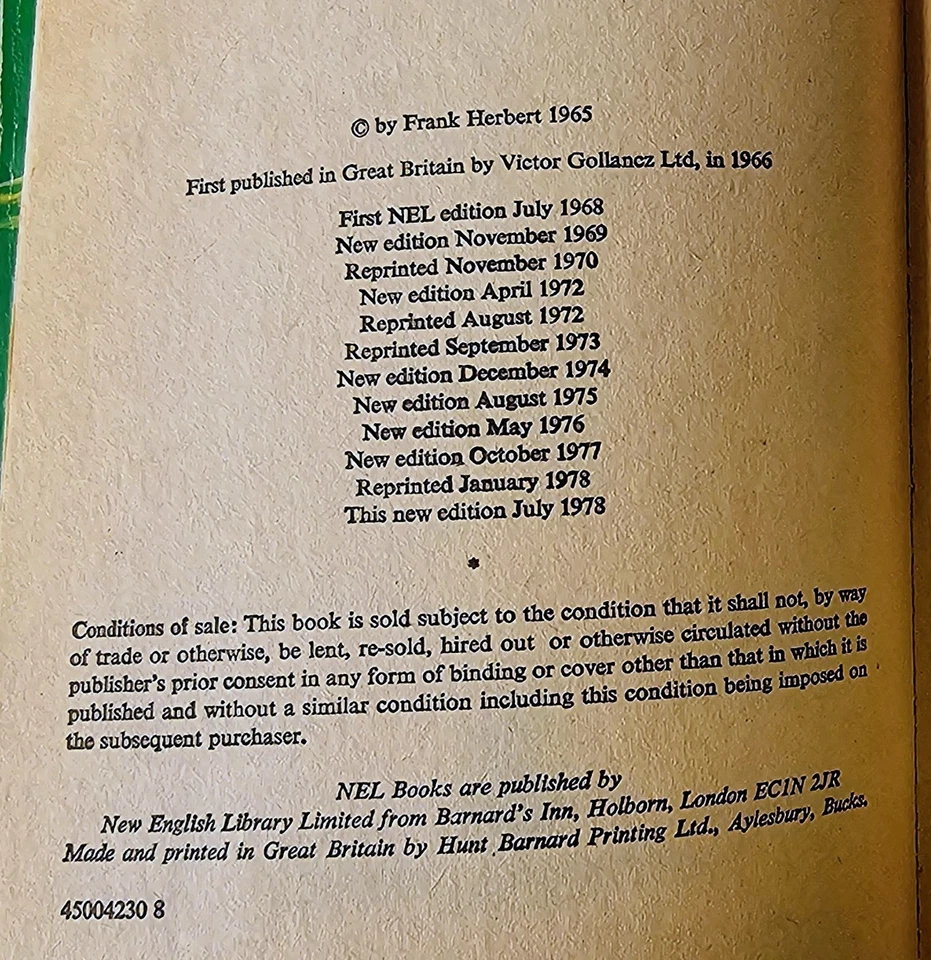 © by Frank Herbert 1965
First published in Great Britain by Victor Gollancz Ltd, in 1966
First NEL edition July 1968
New edition November 1969
Reprinted November 1970
New edition April 1972
Reprinted August 1972
Reprinted September 1973
New edition December 1974
New edition August 1975
New edition May 1976
New edition October 1977
Reprinted January 1978
This new edition July 1978
*
Conditions of sale: This book is sold subject to the condition that it shall not, by way
of trade or otherwise, be lent, re-sold, hired out or otherwise circulated without the
publisher's prior consent in any form of binding or cover other than that in which it is
published and without a similar condition including this condition being imposed on
the subsequent purchaser.
NEL Books are published by
New English Library Limited from Barnard's Inn, Holborn, London EC1N 2JR
Made and printed in Great Britain by Hunt Barnard Printing Ltd., Aylesbury, Bucks.
45004230 8